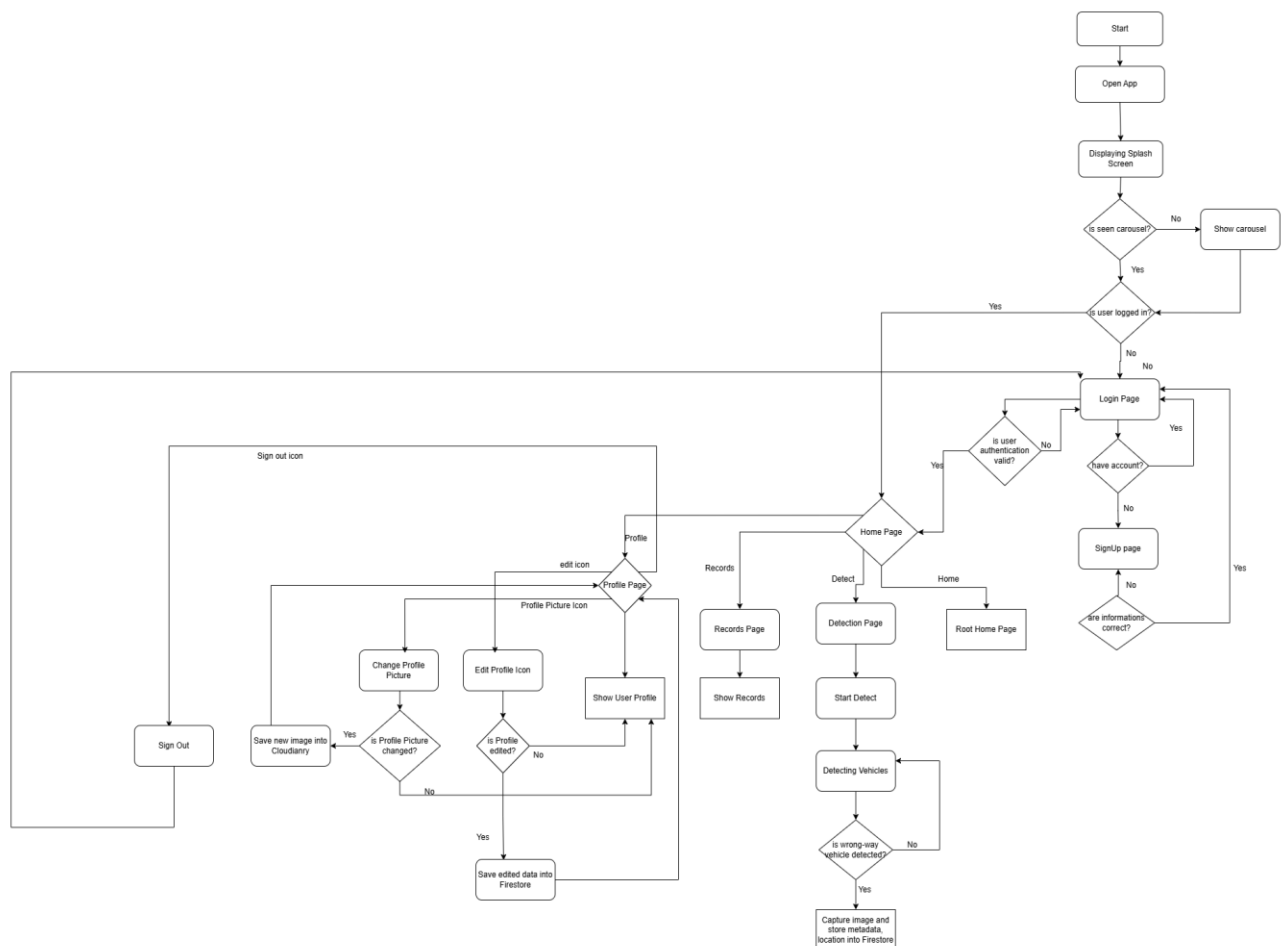 Start
Open App
Displaying Splash
Screen
is seen carousel?
No
Show carousel
Yes
is user logged in?
Yes
No
No
Login Page
Yes
is user
authentication
valid?
No
Yes
have account?
No
SignUp page
No
Yes
are informations
correct?
Sign out icon
Home Page
Profile
edit icon
Profile Page
Profile Picture Icon
Records
Detect
Home
Records Page
Detection Page
Root Home Page
Change Profile
Picture
Edit Profile Icon
Show User Profile
Show Records
Start Detect
Sign Out
Save new image into
Cloudianry
Yes
is Profile Picture
changed?
No
is Profile
edited?
No
Detecting Vehicles
Yes
is wrong-way
vehicle detected?
No
Save edited data into
Firestore
Yes
Capture image and
store metadata,
location into Firestore